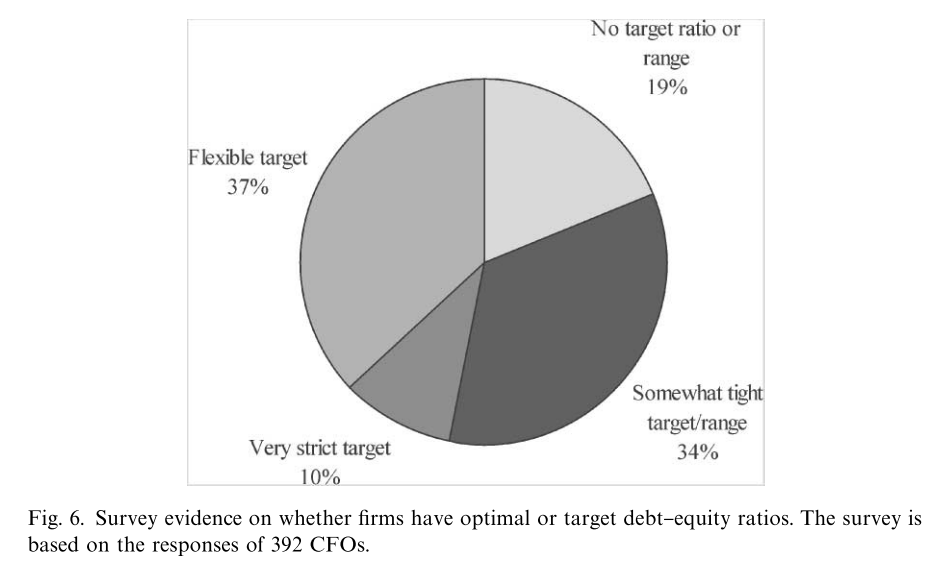 No target ratio or
range
19%
Flexible target
37%
Somewhat tight
target/range
34%
Very strict target
10%
Fig. 6. Survey evidence on whether firms have optimal or target debt–equity ratios. The survey is
based on the responses of 392 CFOs.